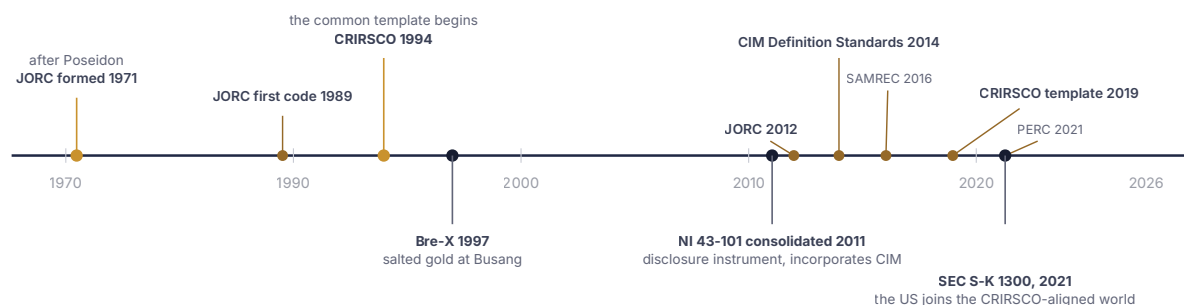 the common template begins
CRIRSCO 1994
CIM Definition Standards 2014
after Poseidon
JORC formed 1971
SAMREC 2016
JORC first code 1989
CRIRSCO template 2019
JORC 2012
PERC 2021
1970
1990
2000
2010
2020
2026
Bre-X 1997
salted gold at Busang
NI 43-101 consolidated 2011
disclosure instrument, incorporates CIM
SEC S-K 1300, 2021
the US joins the CRIRSCO-aligned world